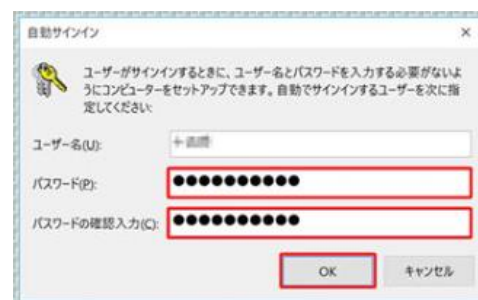 自動サインイン
ユーザーがサインインするときに、ユーザー名とパスワードを入力する必要がないよ
うにコンピューターをセットアップできます。自動でサインインするユーザーを次に指
定してください:
ユーザー名(U):
パスワード(P): ●●●●●●●●●●
パスワードの確認入力(C): ●●●●●●●●●●
OK キャンセル